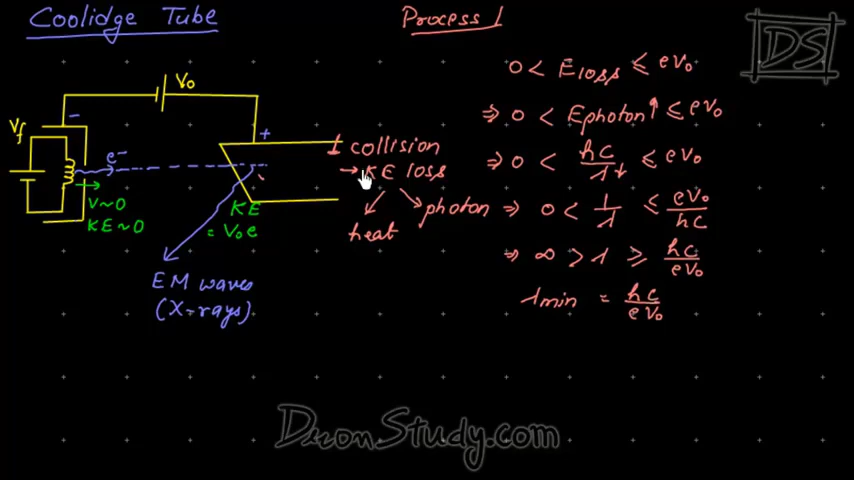 Coolidge Tube
Process 1
DS
V₀
Vf
-
+
e⁻
V~0
KE~0
KE
= V₀e
EM waves
(X-rays)
1 collision
→ KE loss
heat
photon
0 < Eloss ≤ eV₀
⇒ 0 < Ephoton↑ ≤ eV₀
⇒ 0 < hc/λ↓ ≤ eV₀
⇒ 0 < 1/λ ≤ eV₀/hc
⇒ ∞ > λ ≥ hc/eV₀
λmin = hc/eV₀
DronStudy.com